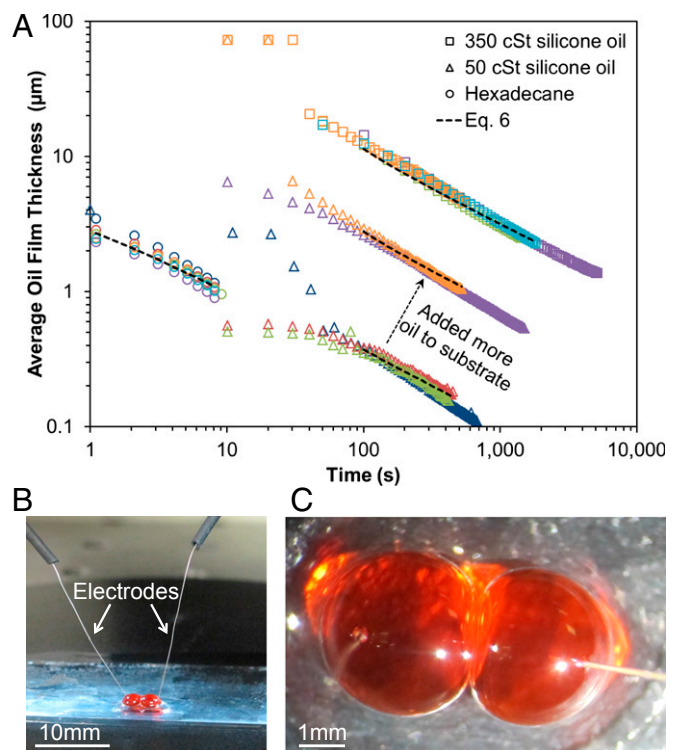 A
Average Oil Film Thickness (μm)
100
10
1
0.1
350 cSt silicone oil
50 cSt silicone oil
Hexadecane
Eq. 6
Added more
oil to substrate
1
10
100
1,000
10,000
Time (s)
B
Electrodes
10mm
C
1mm